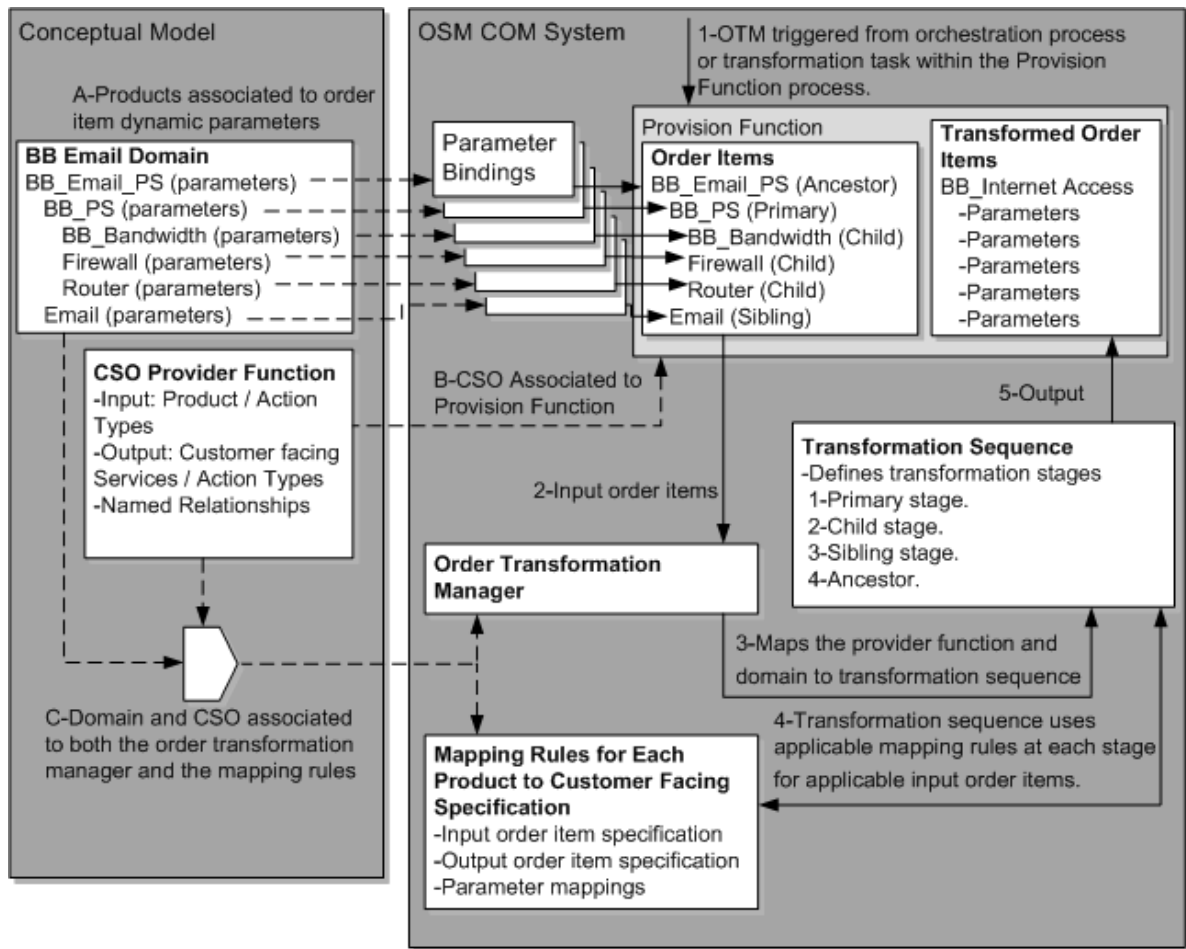 Conceptual Model
A-Products associated to order
item dynamic parameters
BB Email Domain
BB_Email_PS (parameters)
BB_PS (parameters)
BB_Bandwidth (parameters)
Firewall (parameters)
Router (parameters)
Email (parameters)
CSO Provider Function
-Input: Product / Action
Types
-Output: Customer facing
Services / Action Types
-Named Relationships
C-Domain and CSO associated
to both the order transformation
manager and the mapping rules
OSM COM System
1-OTM triggered from orchestration process
or transformation task within the Provision
Function process.
Parameter
Bindings
Provision Function
Order Items
BB_Email_PS (Ancestor)
BB_PS (Primary)
BB_Bandwidth (Child)
Firewall (Child)
Router (Child)
Email (Sibling)
Transformed Order
Items
BB_Internet Access
-Parameters
-Parameters
-Parameters
-Parameters
-Parameters
B-CSO Associated to
Provision Function
5-Output
2-Input order items
Transformation Sequence
-Defines transformation stages
1-Primary stage.
2-Child stage.
3-Sibling stage.
4-Ancestor.
Order Transformation
Manager
3-Maps the provider function and
domain to transformation sequence
4-Transformation sequence uses
applicable mapping rules at each stage
for applicable input order items.
Mapping Rules for Each
Product to Customer Facing
Specification
-Input order item specification
-Output order item specification
-Parameter mappings